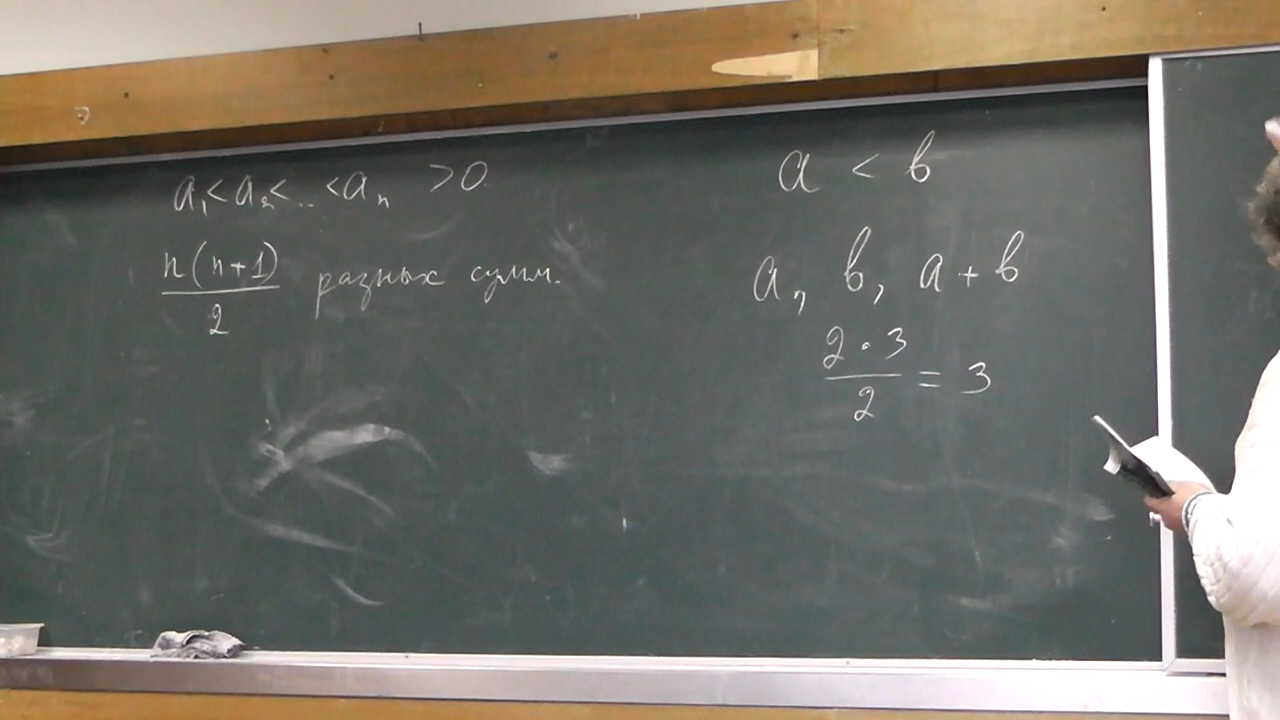 a₁<a₂<..<aₙ >0
n(n+1)
2
разных сумм.
a < b
a, b, a+b
2·3
2
= 3